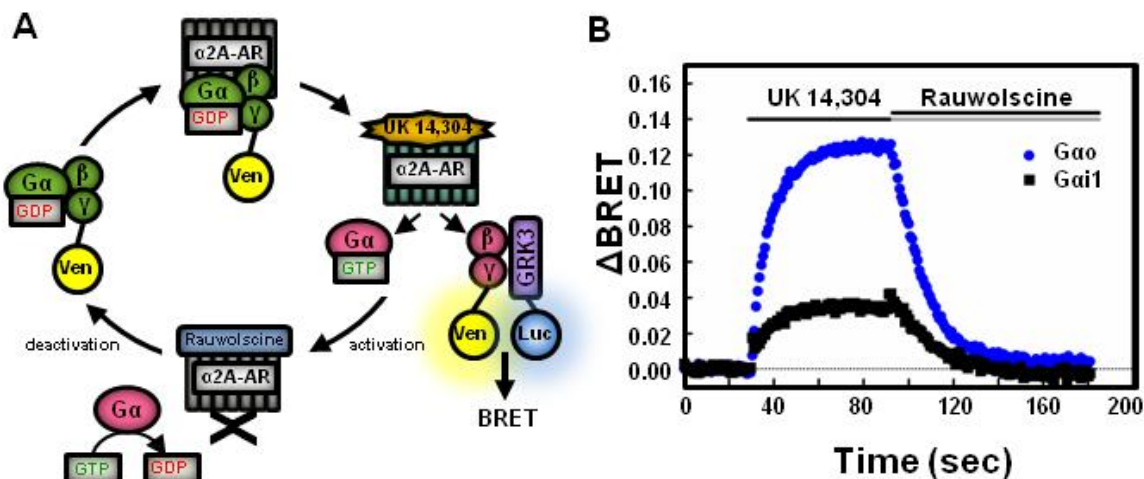 A
α2A-AR
Gα
β
γ
GDP
Ven
UK 14,304
α2A-AR
Gα
β
γ
GDP
Ven
Gα
GTP
β
γ
GRK3
Ven
Luc
deactivation
activation
Rauwolscine
α2A-AR
BRET
Gα
GTP
GDP
B
0.16
0.14
0.12
0.10
0.08
0.06
0.04
0.02
0.00
ΔBRET
UK 14,304
Rauwolscine
Gαo
Gαi1
0
40
80
120
160
200
Time (sec)